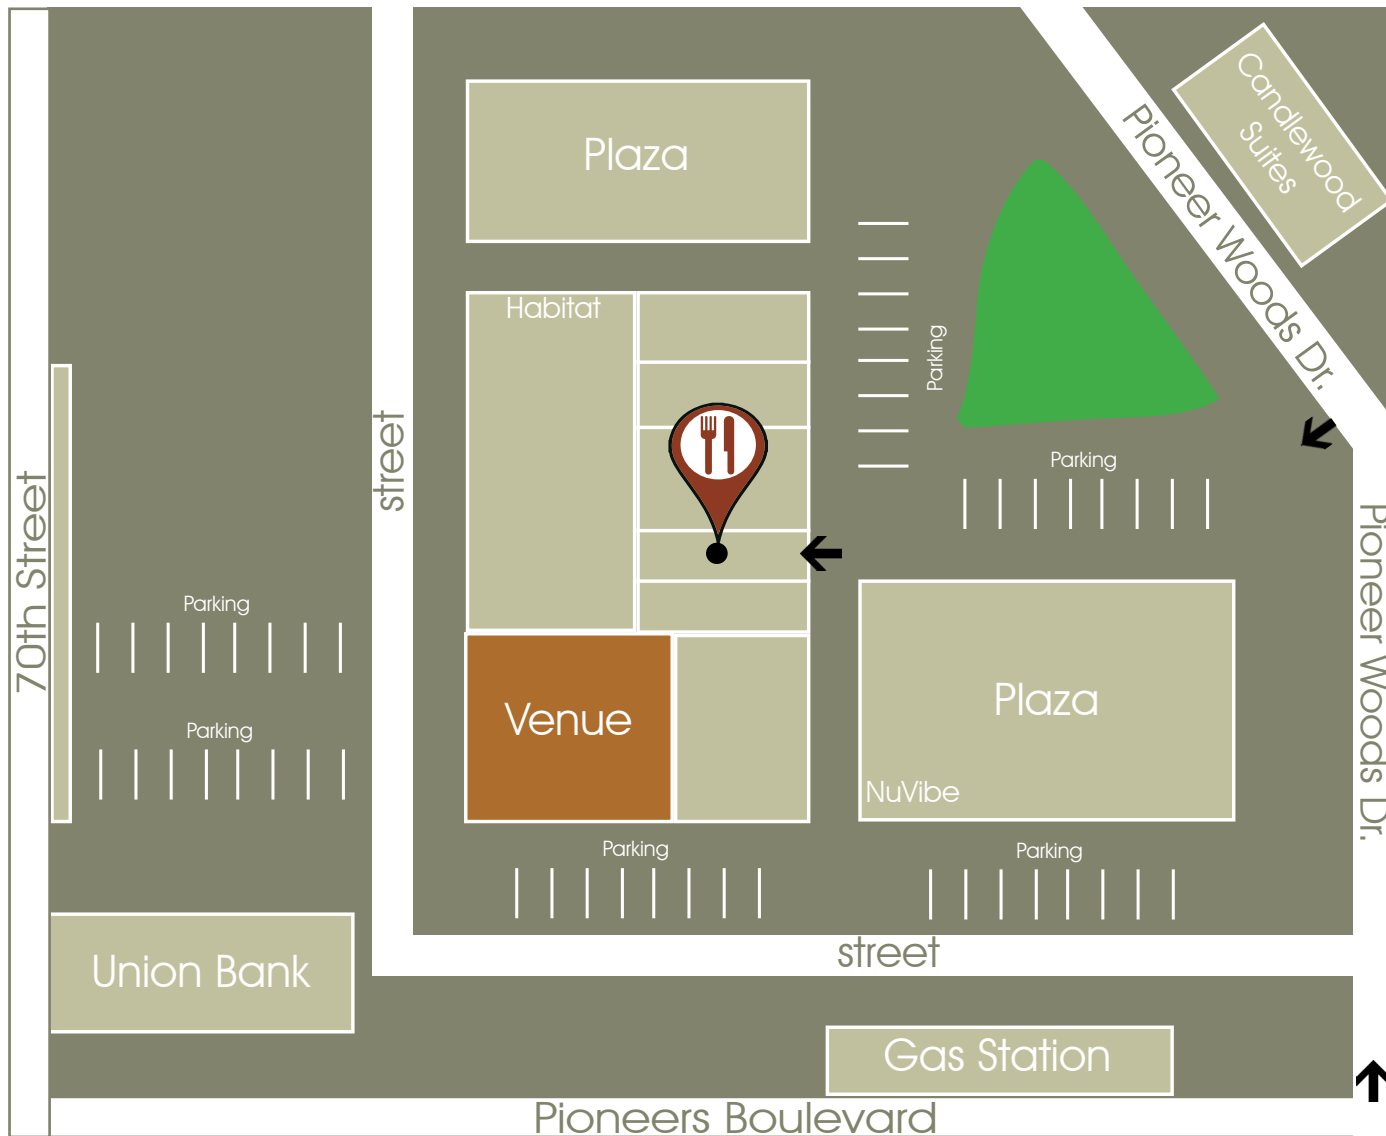 Candlewood
Suites
Pioneer Woods Dr.
Plaza
Habitat
Parking
street
Parking
70th Street
Pioneer Woods Dr.
Parking
Parking
Venue
Plaza
NuVibe
Parking
Parking
street
Union Bank
Gas Station
Pioneers Boulevard